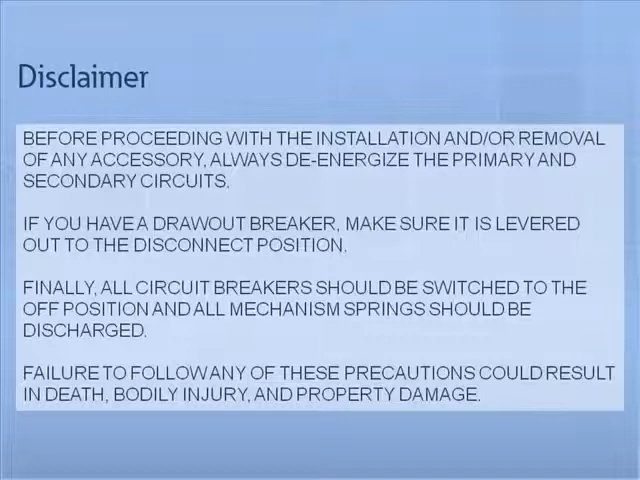 Disclaimer
BEFORE PROCEEDING WITH THE INSTALLATION AND/OR REMOVAL
OF ANY ACCESSORY, ALWAYS DE-ENERGIZE THE PRIMARY AND
SECONDARY CIRCUITS.
IF YOU HAVE A DRAWOUT BREAKER, MAKE SURE IT IS LEVERED
OUT TO THE DISCONNECT POSITION.
FINALLY, ALL CIRCUIT BREAKERS SHOULD BE SWITCHED TO THE
OFF POSITION AND ALL MECHANISM SPRINGS SHOULD BE
DISCHARGED.
FAILURE TO FOLLOW ANY OF THESE PRECAUTIONS COULD RESULT
IN DEATH, BODILY INJURY, AND PROPERTY DAMAGE.